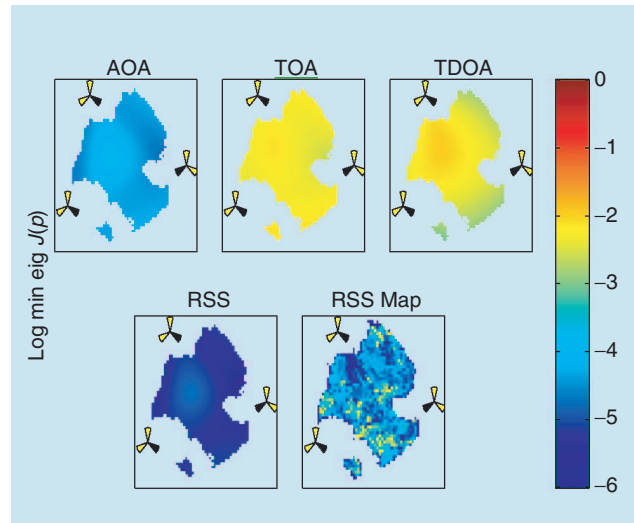 AOA TOA TDOA
Log min eig J(p)
RSS RSS Map
0
–1
–2
–3
–4
–5
–6